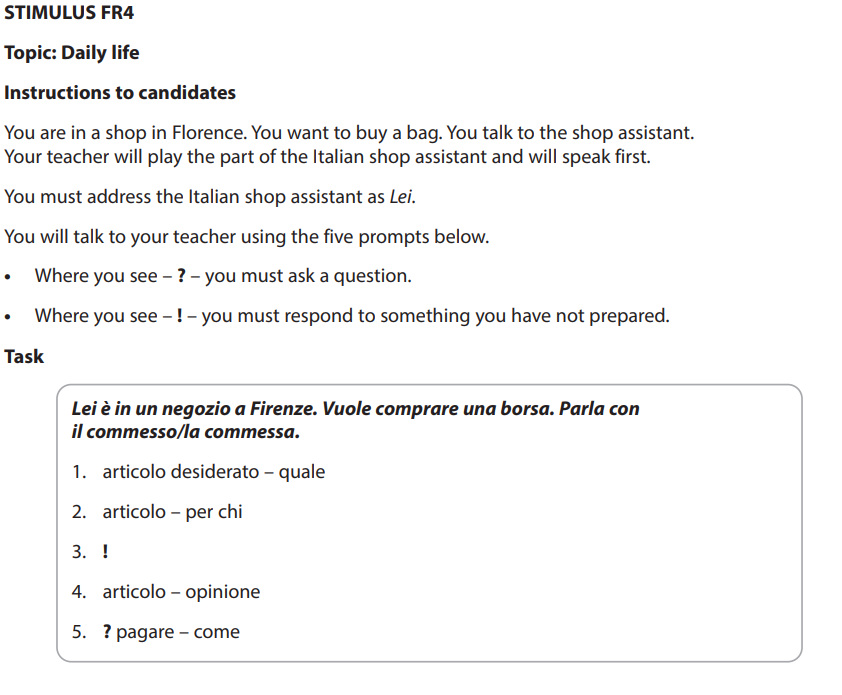 STIMULUS FR4
Topic: Daily life
Instructions to candidates
You are in a shop in Florence. You want to buy a bag. You talk to the shop assistant.
Your teacher will play the part of the Italian shop assistant and will speak first.
You must address the Italian shop assistant as Lei.
You will talk to your teacher using the five prompts below.
• Where you see – ? – you must ask a question.
• Where you see – ! – you must respond to something you have not prepared.
Task
Lei è in un negozio a Firenze. Vuole comprare una borsa. Parla con
il commesso/la commessa.
1. articolo desiderato – quale
2. articolo – per chi
3. !
4. articolo – opinione
5. ? pagare – come